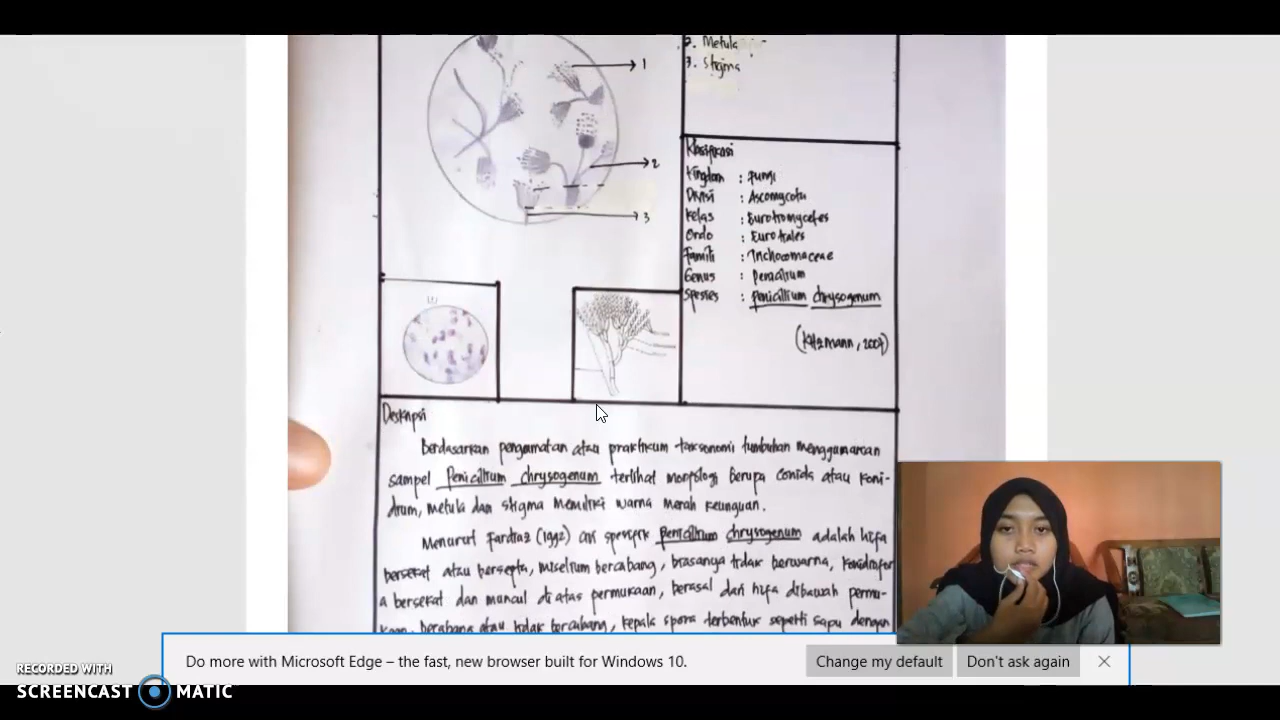 2. Metula
3. Stigma
1
2
3
Klasifikasi
Kingdom : Fungi
Divisi : Ascomycota
Kelas : Eurotiomycetes
Ordo : Eurotiales
Famili : Trichocomaceae
Genus : Penicillium
Spesies : Penicillium chrysogenum
2007)
Deskripsi
Berdasarkan pengamatan atau praktikum taksonomi tumbuhan menggunakan
sampel Penicillium chrysogenum terlihat morfologi berupa conidia atau koni-
dium, metula dan stigma memiliki warna merah keunguan.
Menurut Fardiaz (1992) ciri spesifik Penicillium chrysogenum adalah hifa
bersekat atau bersepta, miselium bercabang, biasanya tidak berwarna, konidiofor
a bersekat dan muncul di atas permukaan, berasal dari hifa dibawah permu-
kaan, bercabang atau tidak bercabang, kepala spora terbentuk seperti sapu dengan
Do more with Microsoft Edge – the fast, new browser built for Windows 10.
Change my default
Don't ask again
RECORDED WITH
SCREENCAST MATIC